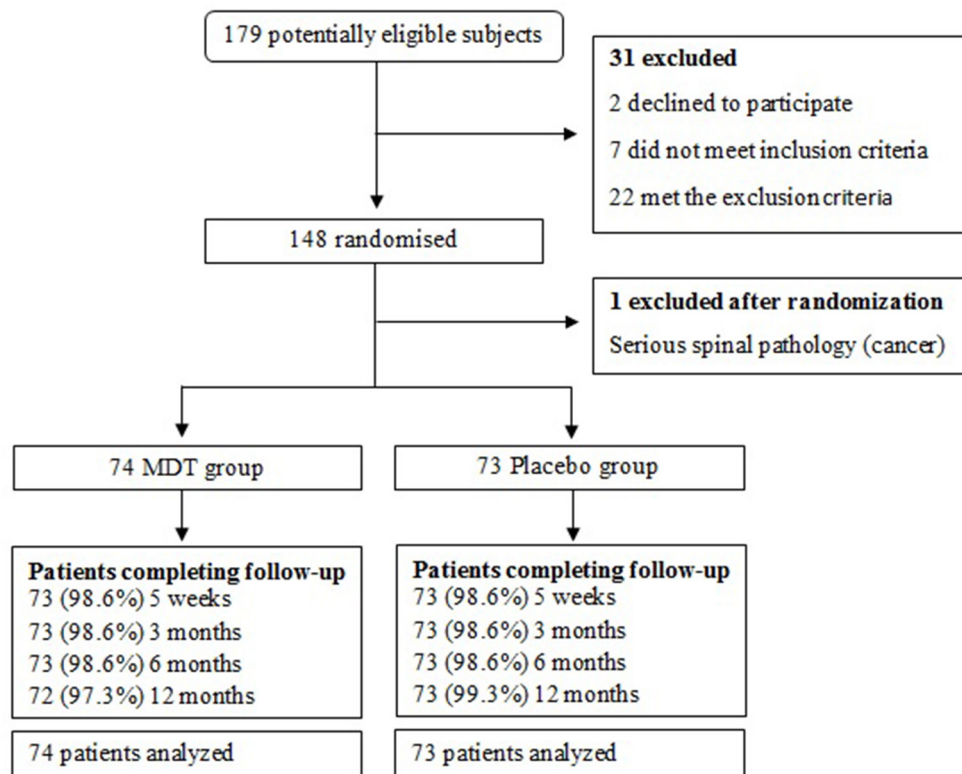 179 potentially eligible subjects
31 excluded
2 declined to participate
7 did not meet inclusion criteria
22 met the exclusion criteria
148 randomised
1 excluded after randomization
Serious spinal pathology (cancer)
74 MDT group
73 Placebo group
Patients completing follow-up
73 (98.6%) 5 weeks
73 (98.6%) 3 months
73 (98.6%) 6 months
72 (97.3%) 12 months
Patients completing follow-up
73 (98.6%) 5 weeks
73 (98.6%) 3 months
73 (98.6%) 6 months
73 (99.3%) 12 months
74 patients analyzed
73 patients analyzed